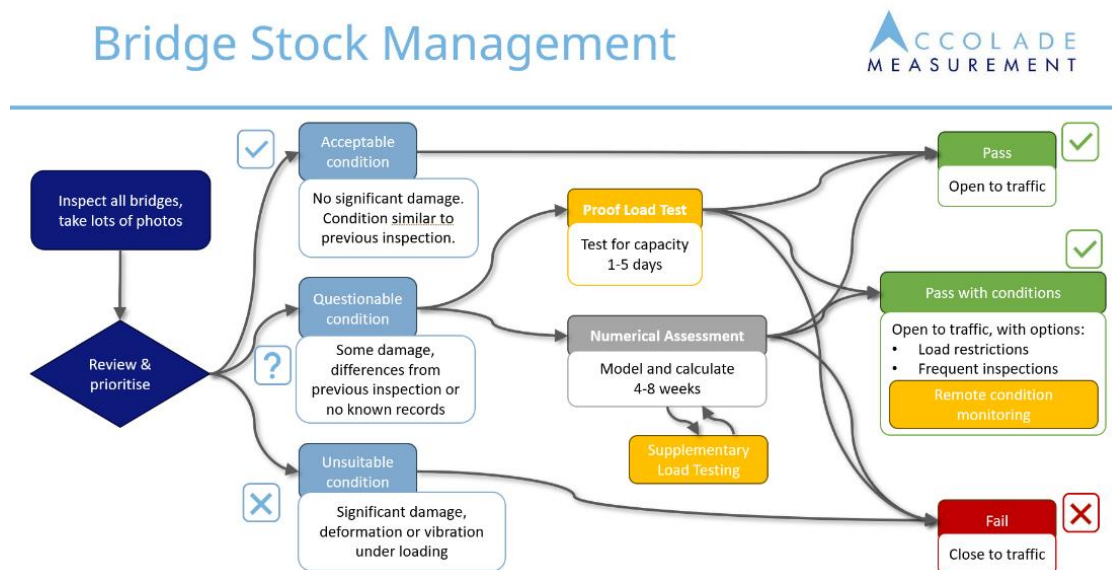 Bridge Stock Management
ACCOLADE
MEASUREMENT
Inspect all bridges,
take lots of photos
Review &
prioritise
Acceptable
condition
No significant damage.
Condition similar to
previous inspection.
Questionable
condition
?
Some damage,
differences from
previous inspection or
no known records
Unsuitable
condition
Significant damage,
deformation or vibration
under loading
Proof Load Test
Test for capacity
1-5 days
Numerical Assessment
Model and calculate
4-8 weeks
Supplementary
Load Testing
Pass
Open to traffic
Pass with conditions
Open to traffic, with options:
• Load restrictions
• Frequent inspections
Remote condition
monitoring
Fail
Close to traffic